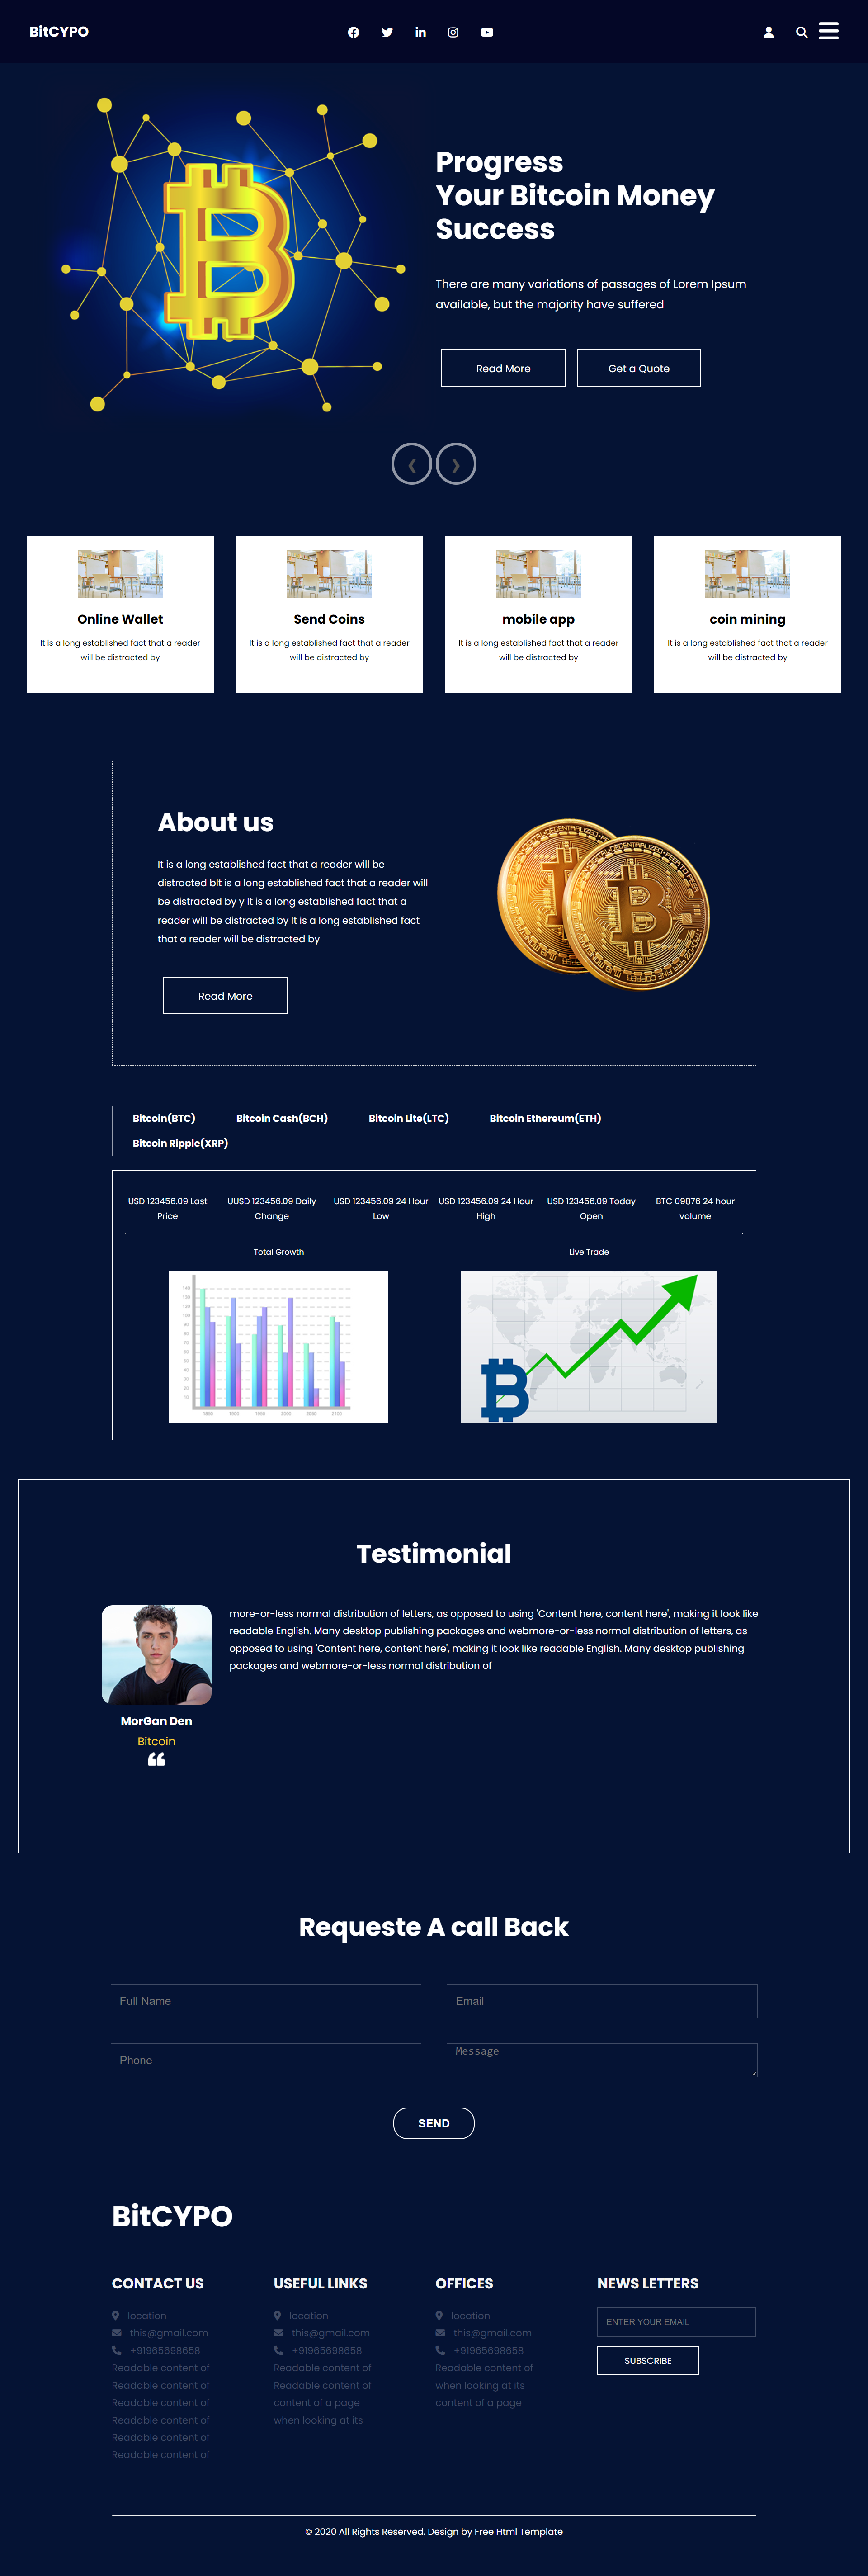 BitCYPO
Progress
Your Bitcoin Money
Success
There are many variations of passages of Lorem Ipsum
available, but the majority have suffered
Read More
Get a Quote
Online Wallet
It is a long established fact that a reader
will be distracted by
Send Coins
It is a long established fact that a reader
will be distracted by
mobile app
It is a long established fact that a reader
will be distracted by
coin mining
It is a long established fact that a reader
will be distracted by
About us
It is a long established fact that a reader will be
distracted bIt is a long established fact that a reader will
be distracted by y It is a long established fact that a
reader will be distracted by It is a long established fact
that a reader will be distracted by
Read More
DECENTRALIZED
Bitcoin(BTC)
Bitcoin Cash(BCH)
Bitcoin Lite(LTC)
Bitcoin Ethereum(ETH)
Bitcoin Ripple(XRP)
USD 123456.09 Last
Price
UUSD 123456.09 Daily
Change
USD 123456.09 24 Hour
Low
USD 123456.09 24 Hour
High
USD 123456.09 Today
Open
BTC 09876 24 hour
volume
Total Growth
Live Trade
Testimonial
more-or-less normal distribution of letters, as opposed to using 'Content here, content here', making it look like
readable English. Many desktop publishing packages and webmore-or-less normal distribution of letters, as
opposed to using 'Content here, content here', making it look like readable English. Many desktop publishing
packages and webmore-or-less normal distribution of
MorGan Den
Bitcoin
Requeste A call Back
Full Name
Email
Phone
Message
SEND
BitCYPO
CONTACT US
location
this@gmail.com
+91965698658
Readable content of
Readable content of
Readable content of
Readable content of
Readable content of
Readable content of
USEFUL LINKS
location
this@gmail.com
+91965698658
Readable content of
Readable content of
content of a page
when looking at its
OFFICES
location
this@gmail.com
+91965698658
Readable content of
when looking at its
content of a page
NEWS LETTERS
ENTER YOUR EMAIL
SUBSCRIBE
© 2020 All Rights Reserved. Design by Free Html Template